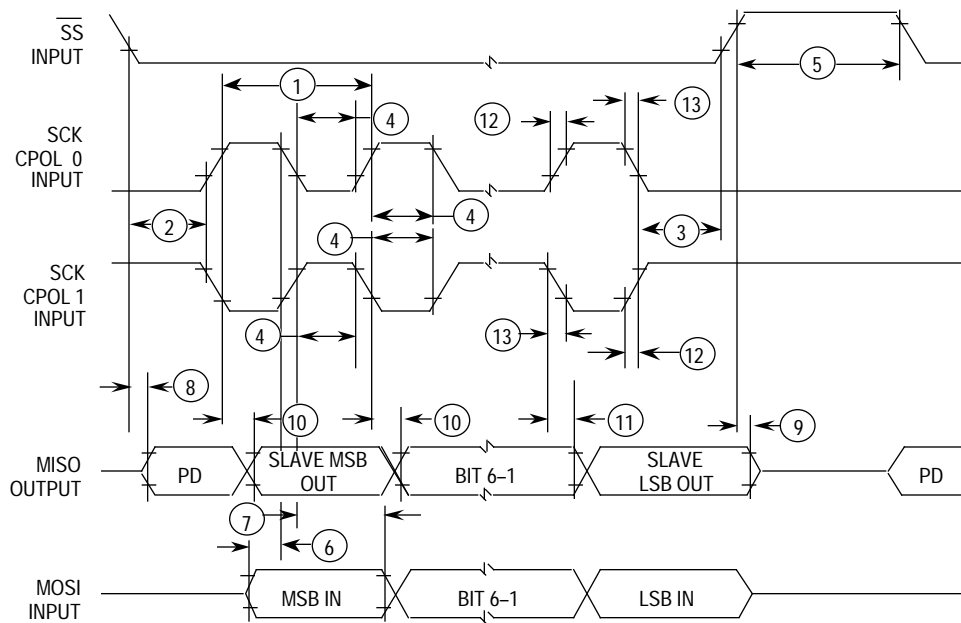 SS
INPUT
5
1
13
4
12
SCK
CPOL 0
INPUT
2
4
3
4
SCK
CPOL 1
INPUT
4
13
12
8
10
10
11
9
MISO
OUTPUT
PD
SLAVE MSB
OUT
BIT 6–1
SLAVE
LSB OUT
PD
7
6
MOSI
INPUT
MSB IN
BIT 6–1
LSB IN